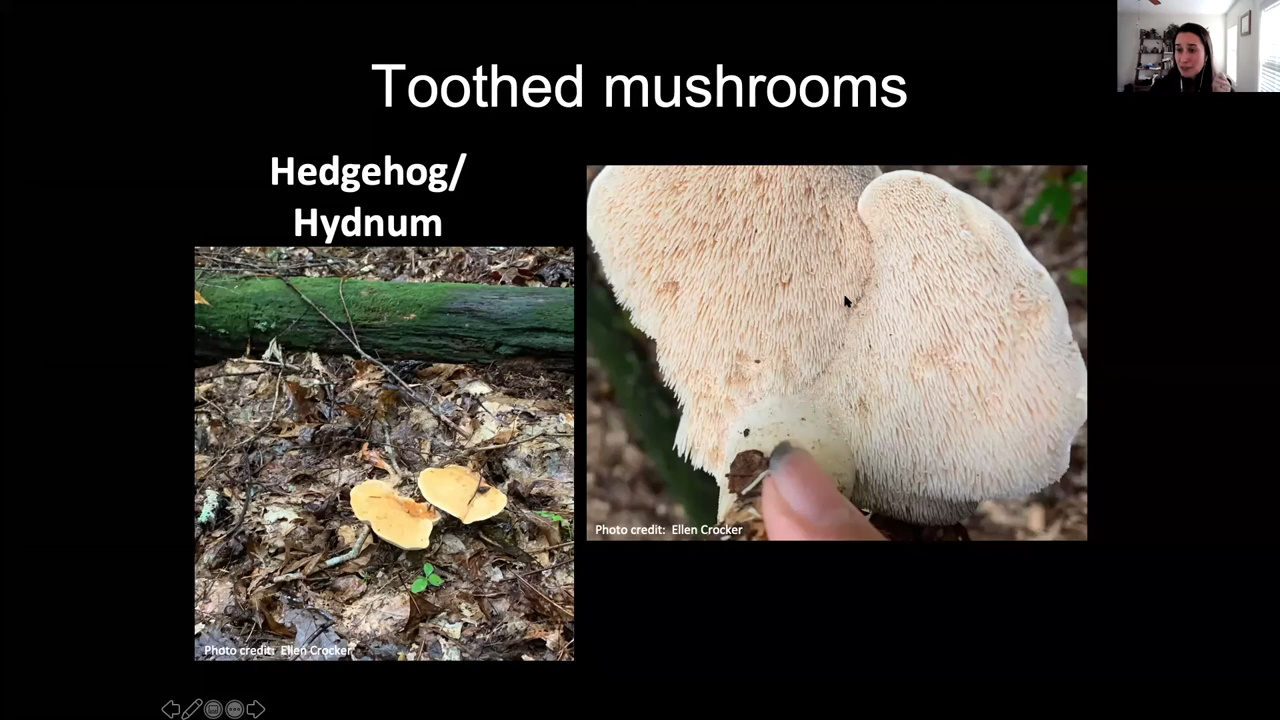 Toothed mushrooms
Hedgehog/
Hydnum
Photo credit: Ellen Crocker
Photo credit: Ellen Crocker